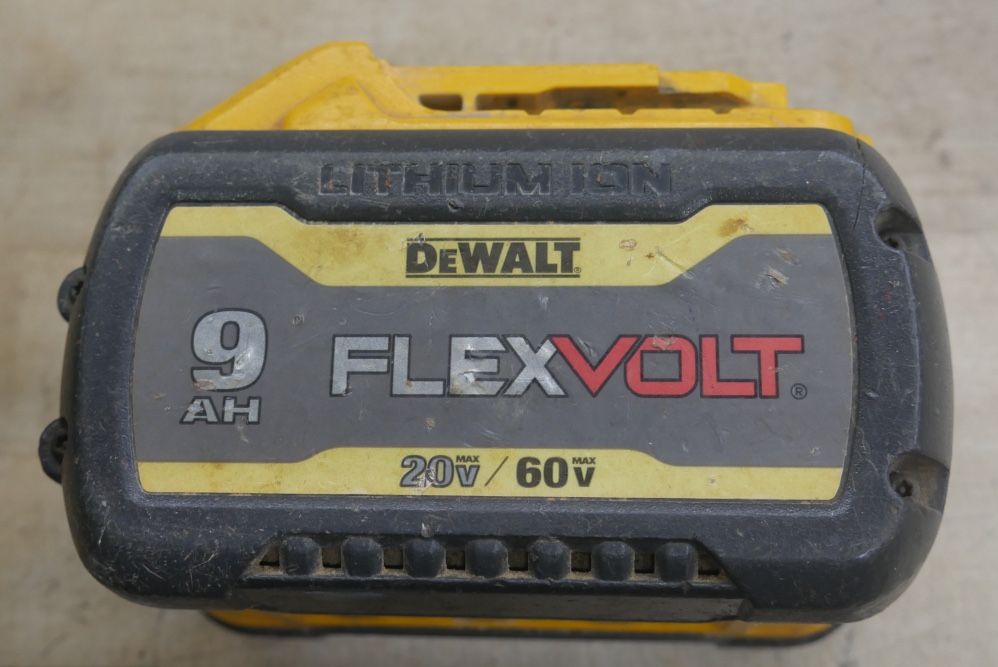 LITHIUM ION
DEWALT®
9
AH
FLEXVOLT®
20V MAX / 60V MAX